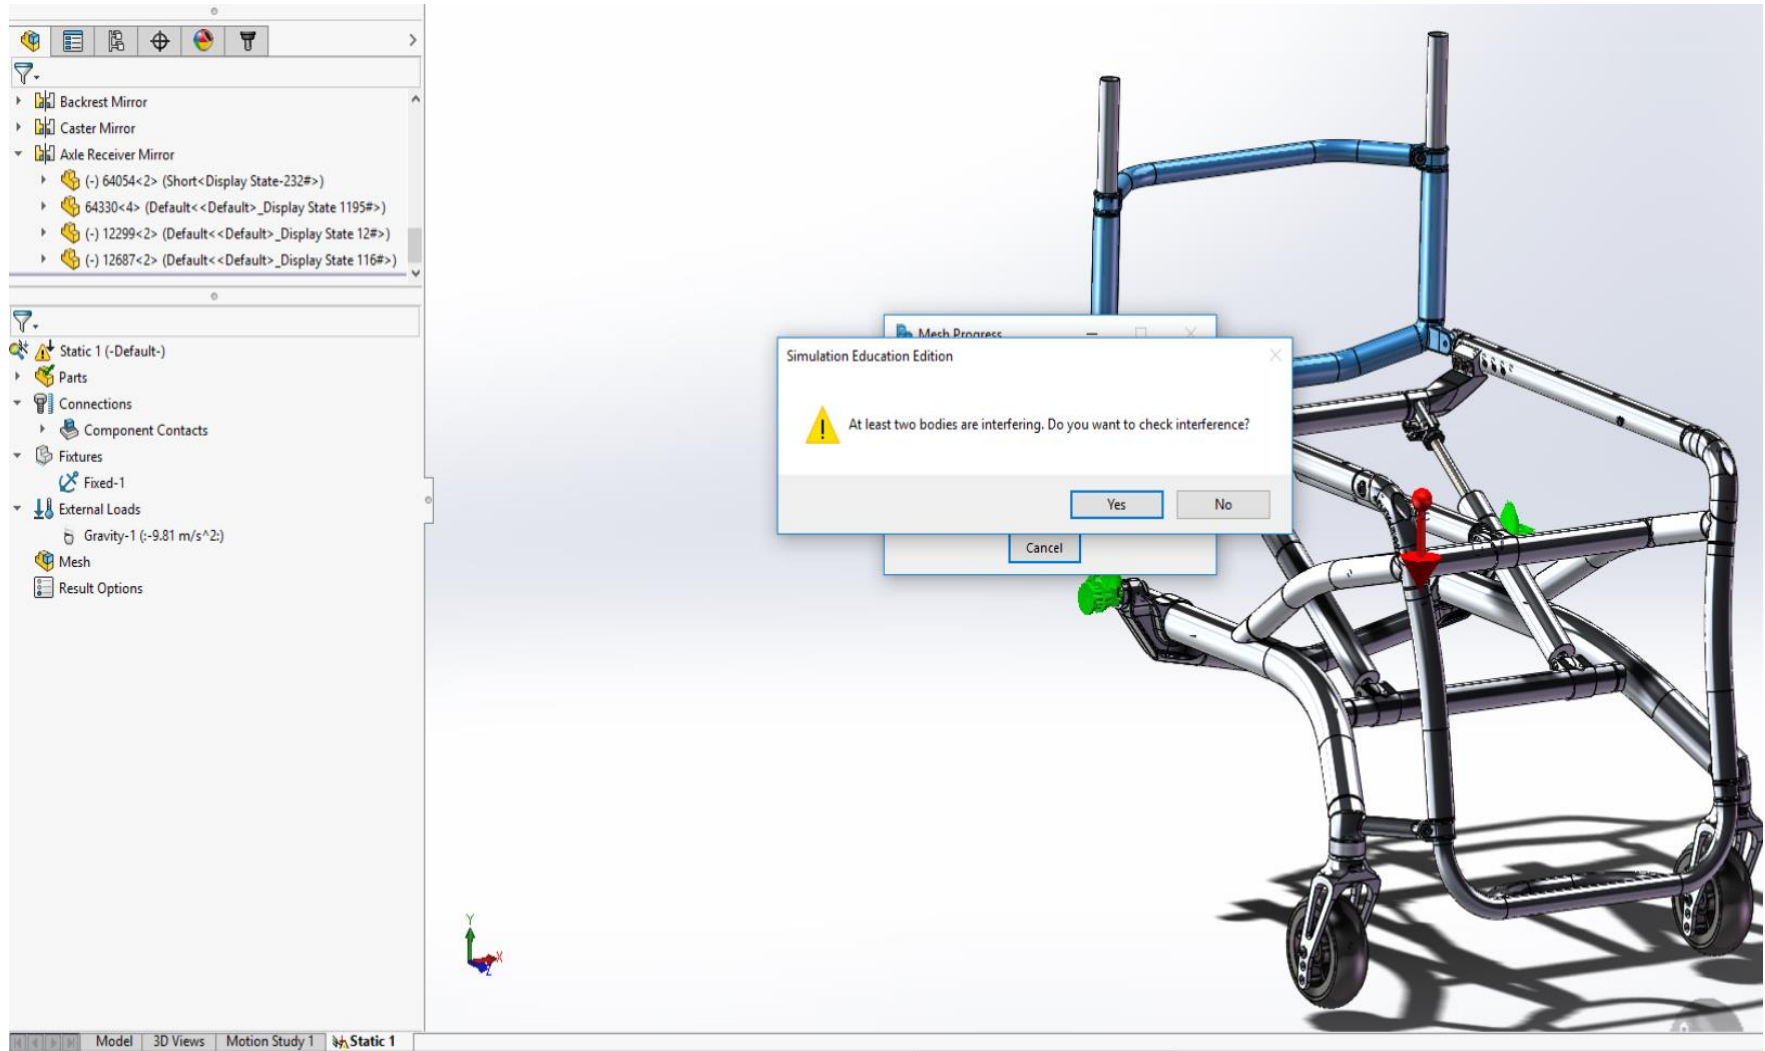 Backrest Mirror
Caster Mirror
Axle Receiver Mirror
(-) 64054<2> (Short<Display State-232#>)
64330<4> (Default<<Default>_Display State 1195#>)
(-) 12299<2> (Default<<Default>_Display State 12#>)
(-) 12687<2> (Default<<Default>_Display State 116#>)
Static 1 (-Default-)
Parts
Connections
Component Contacts
Fixtures
Fixed-1
External Loads
Gravity-1 (:-9.81 m/s^2:)
Mesh
Result Options
Mesh Progress
Simulation Education Edition
At least two bodies are interfering. Do you want to check interference?
Yes No
Cancel
Y
X
Z
Model 3D Views Motion Study 1 Static 1